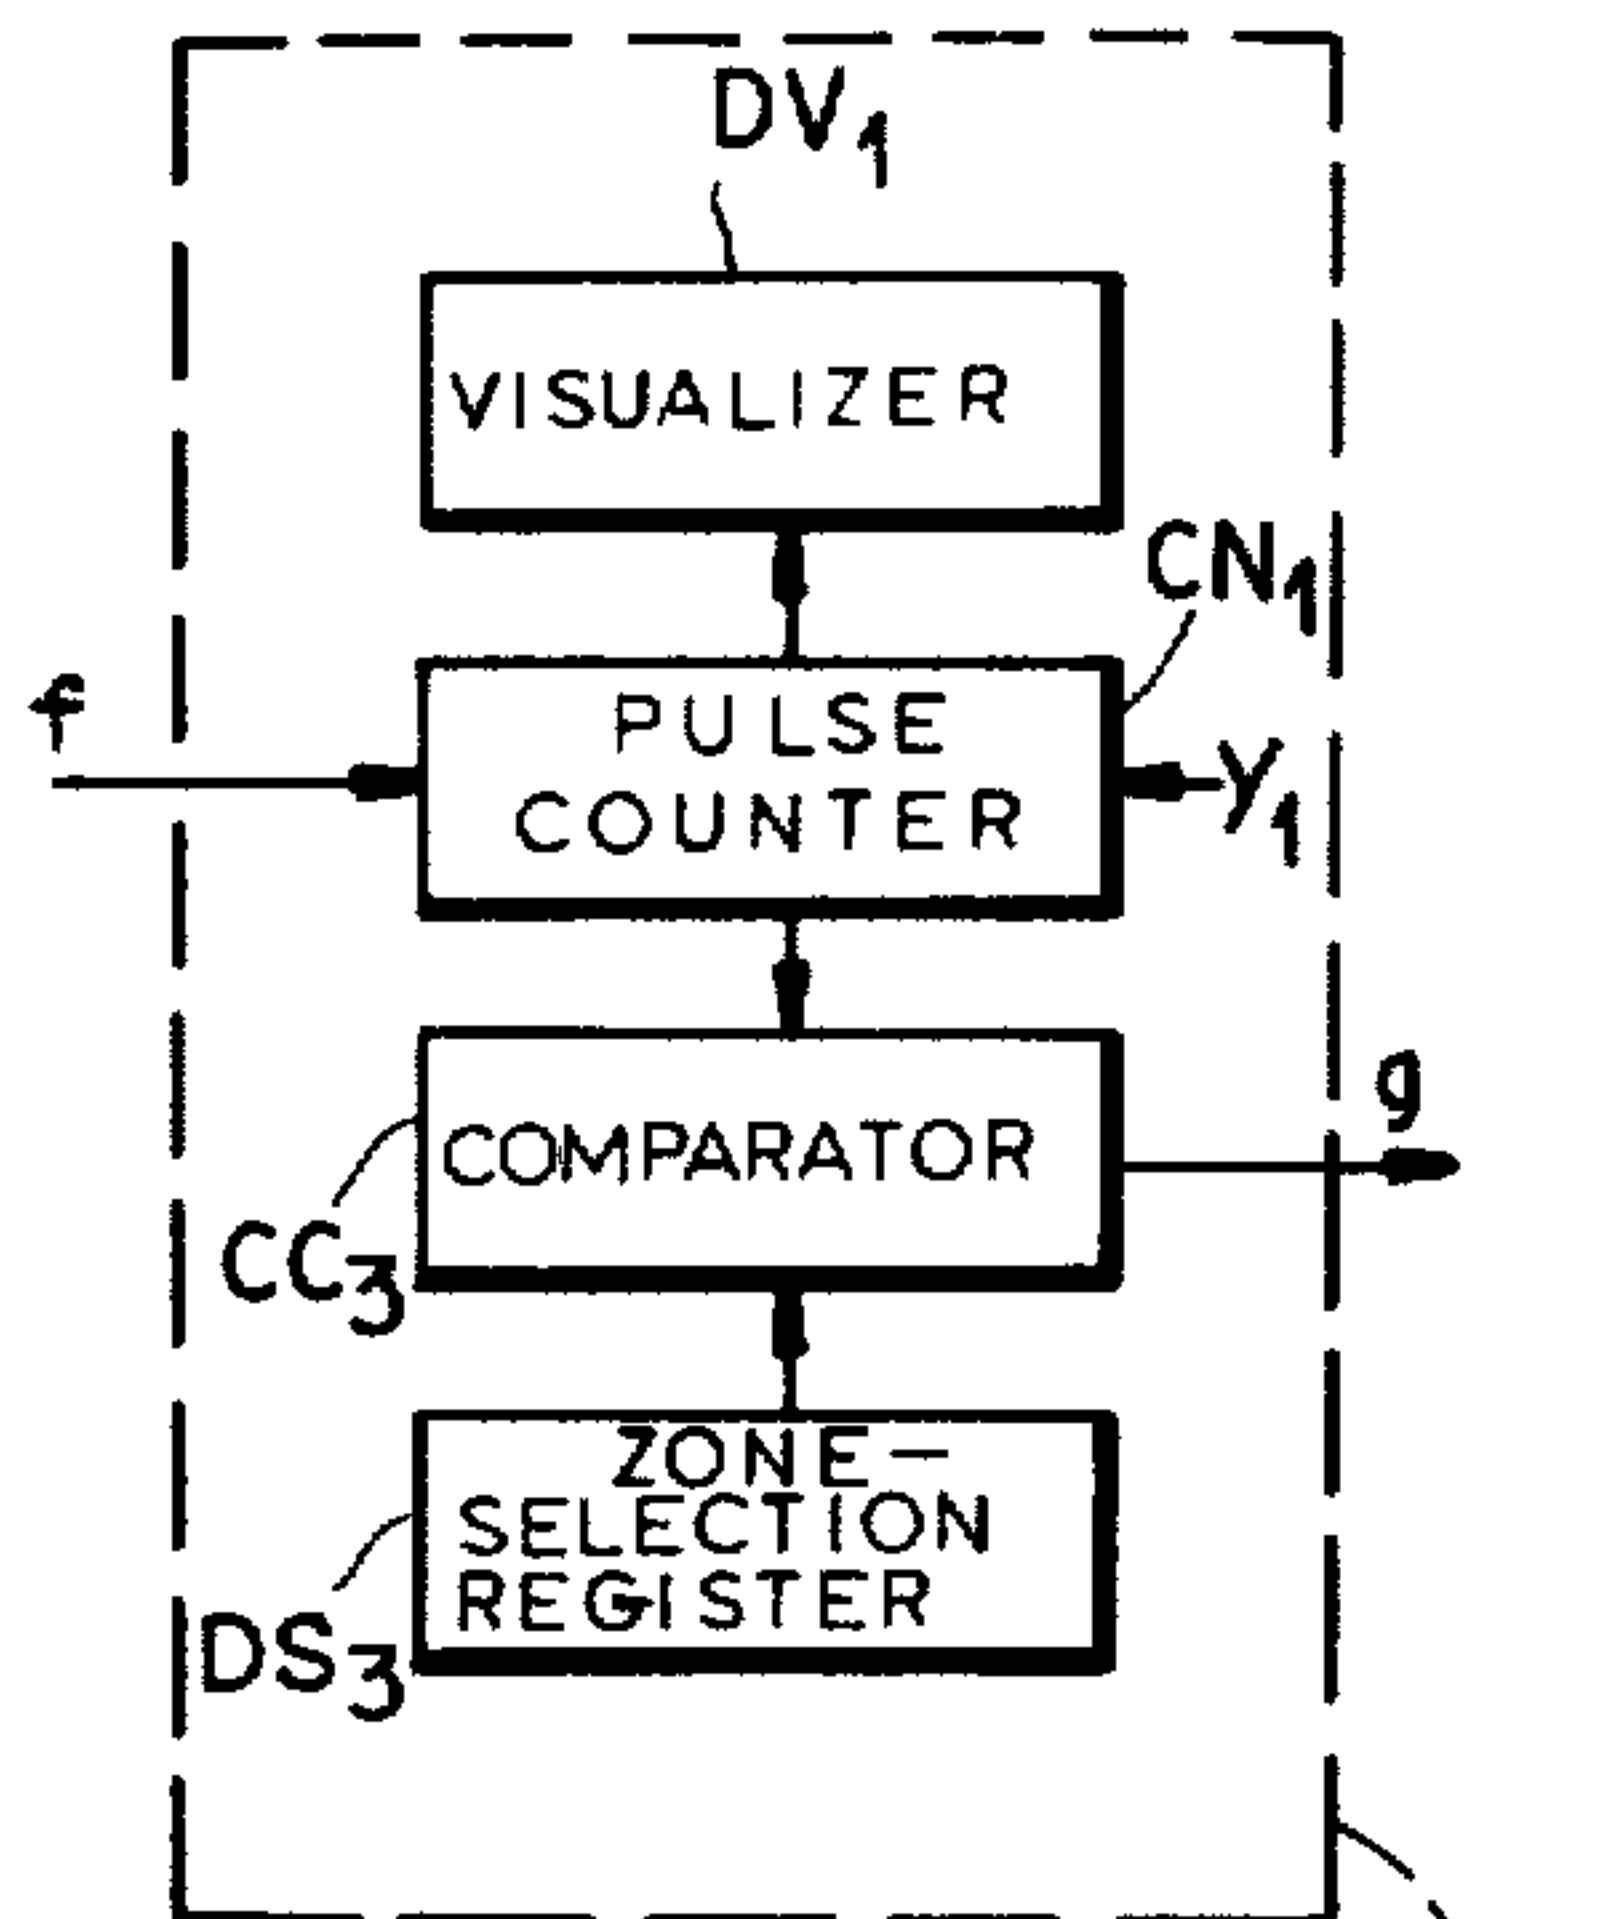 DV₁
VISUALIZER
CN₁
f
PULSE
COUNTER
Y₁
g
COMPARATOR
CC₃
ZONE-
SELECTION
REGISTER
DS₃